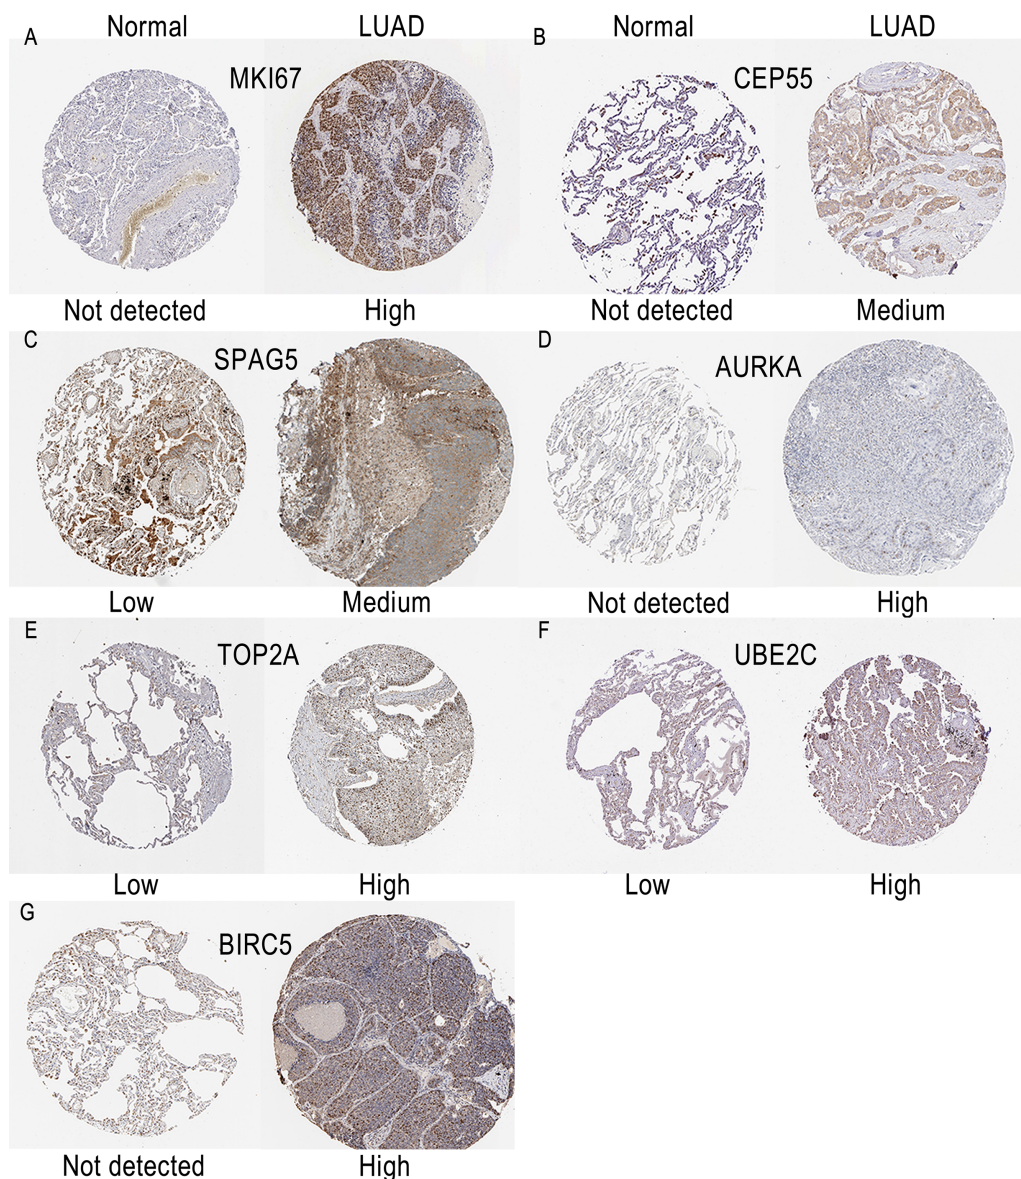 A Normal LUAD B Normal LUAD
MKI67 CEP55
Not detected High Not detected Medium
C SPAG5 D AURKA
Low Medium Not detected High
E TOP2A F UBE2C
Low High Low High
G BIRC5
Not detected High